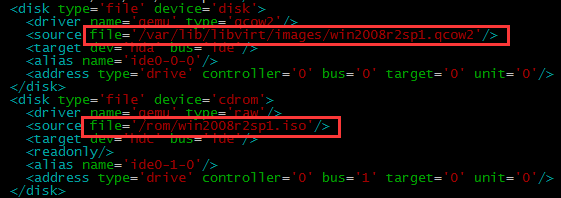 <disk type='file' device='disk'>
<driver name='qemu' type='qcow2'/>
<source file='/var/lib/libvirt/images/win2008r2sp1.qcow2'/>
<target dev='hda' bus='ide'/>
<alias name='ide0-0-0'/>
<address type='drive' controller='0' bus='0' target='0' unit='0'/>
</disk>
<disk type='file' device='cdrom'>
<driver name='qemu' type='raw'/>
<source file='/rom/win2008r2sp1.iso'/>
<target dev='hdc' bus='ide'/>
<readonly/>
<alias name='ide0-1-0'/>
<address type='drive' controller='0' bus='1' target='0' unit='0'/>
</disk>